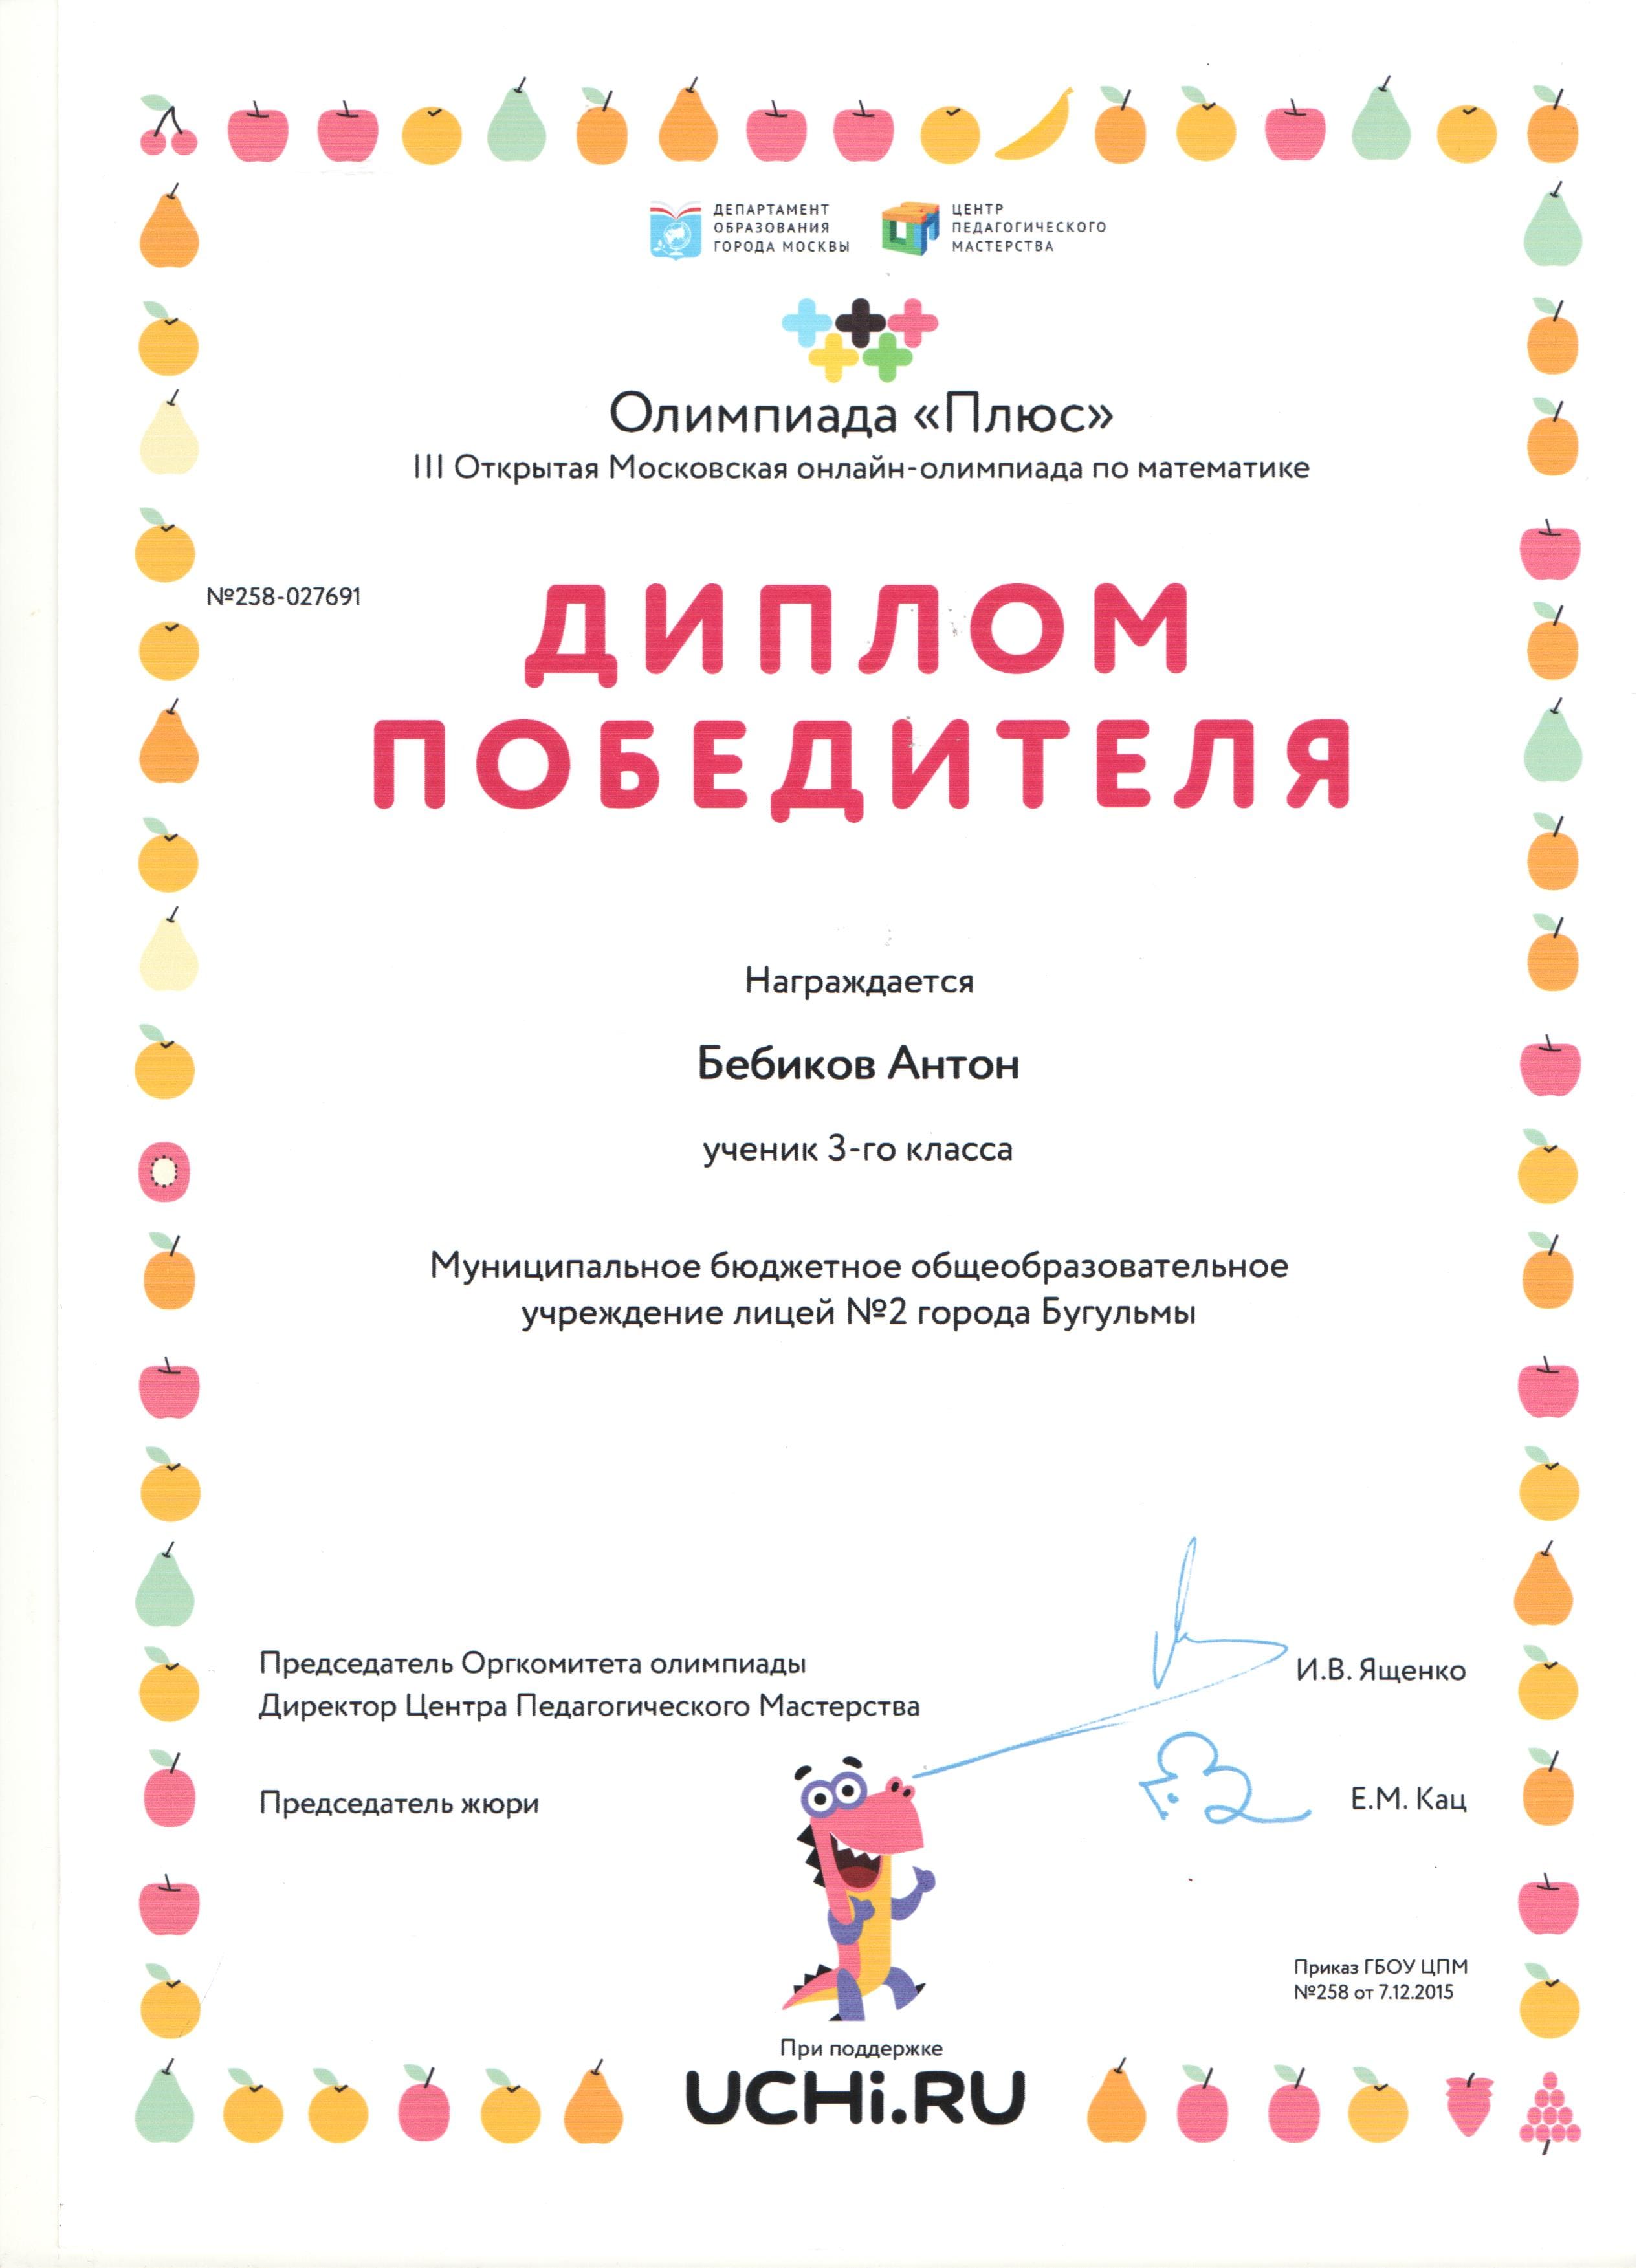 ДЕПАРТАМЕНТ
ОБРАЗОВАНИЯ
ГОРОДА МОСКВЫ
ЦЕНТР
ПЕДАГОГИЧЕСКОГО
МАСТЕРСТВА
Олимпиада «Плюс»
III Открытая Московская онлайн-олимпиада по математике
№258-027691
ДИПЛОМ
ПОБЕДИТЕЛЯ
Награждается
Бебиков Антон
ученик 3-го класса
Муниципальное бюджетное общеобразовательное
учреждение лицей №2 города Бугульмы
Председатель Оргкомитета олимпиады
Директор Центра Педагогического Мастерства
И.В. Ященко
Председатель жюри
Е.М. Кац
Приказ ГБОУ ЦПМ
№258 от 7.12.2015
При поддержке
UCHi.RU